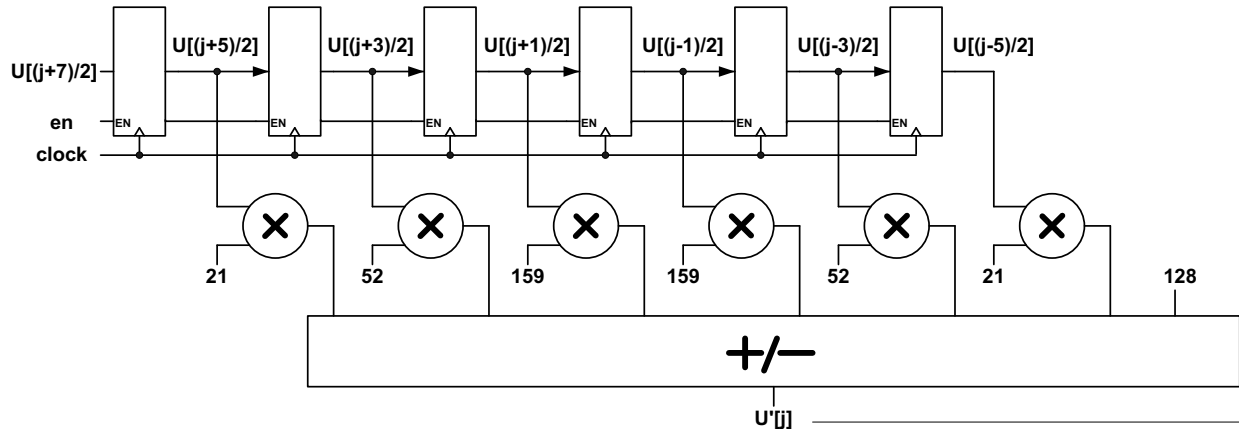 U[(j+5)/2] U[(j+3)/2] U[(j+1)/2] U[(j-1)/2] U[(j-3)/2] U[(j-5)/2]
U[(j+7)/2]
en EN EN EN EN EN EN
clock
21 52 159 159 52 21 128
+/−
U'[j]